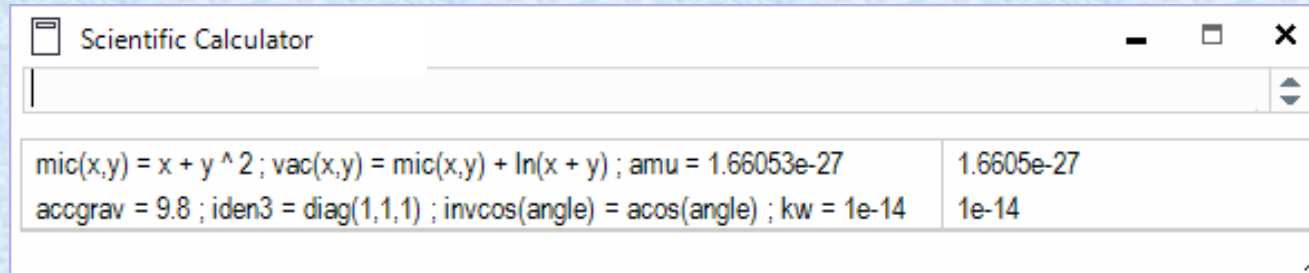 Scientific Calculator
mic(x,y) = x + y ^ 2 ; vac(x,y) = mic(x,y) + ln(x + y) ; amu = 1.66053e-27 1.6605e-27
accgrav = 9.8 ; iden3 = diag(1,1,1) ; invcos(angle) = acos(angle) ; kw = 1e-14 1e-14